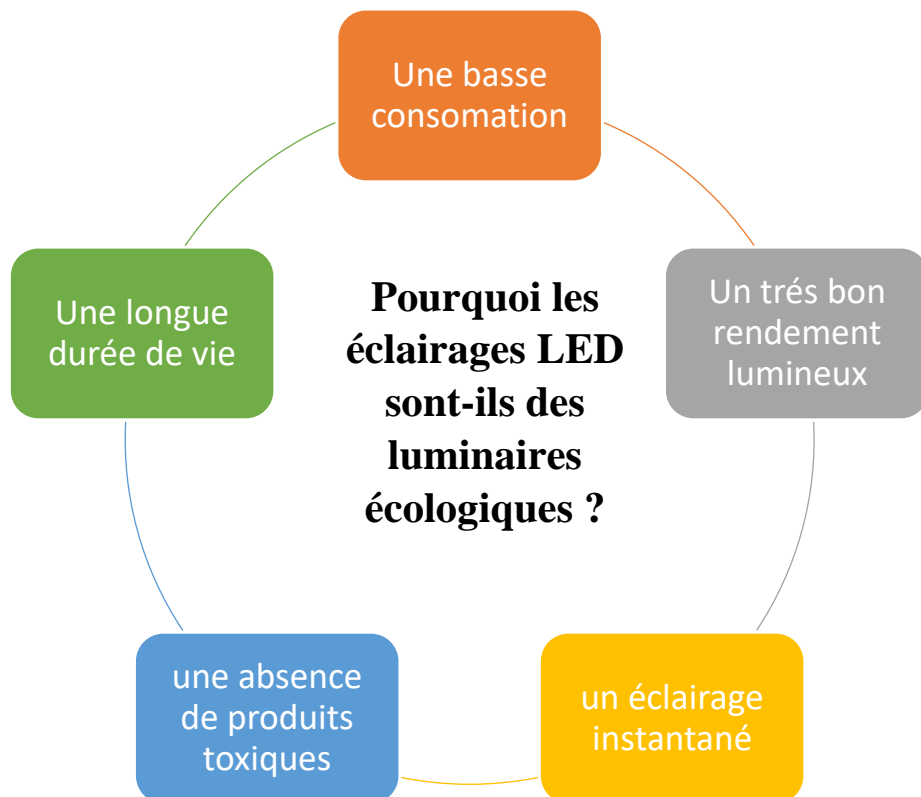 Une basse
consomation
Un trés bon
rendement
lumineux
un éclairage
instantané
une absence
de produits
toxiques
Une longue
durée de vie
Pourquoi les
éclairages LED
sont-ils des
luminaires
écologiques ?